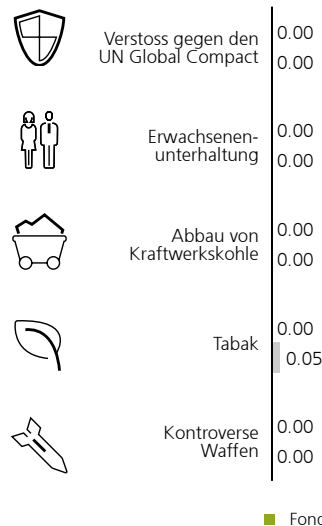 Verstoss gegen den
UN Global Compact
0.00
0.00
Erwachsenen-
unterhaltung
0.00
0.00
Abbau von
Kraftwerkskohle
0.00
0.00
Tabak
0.00
0.05
Kontroverse
Waffen
0.00
0.00